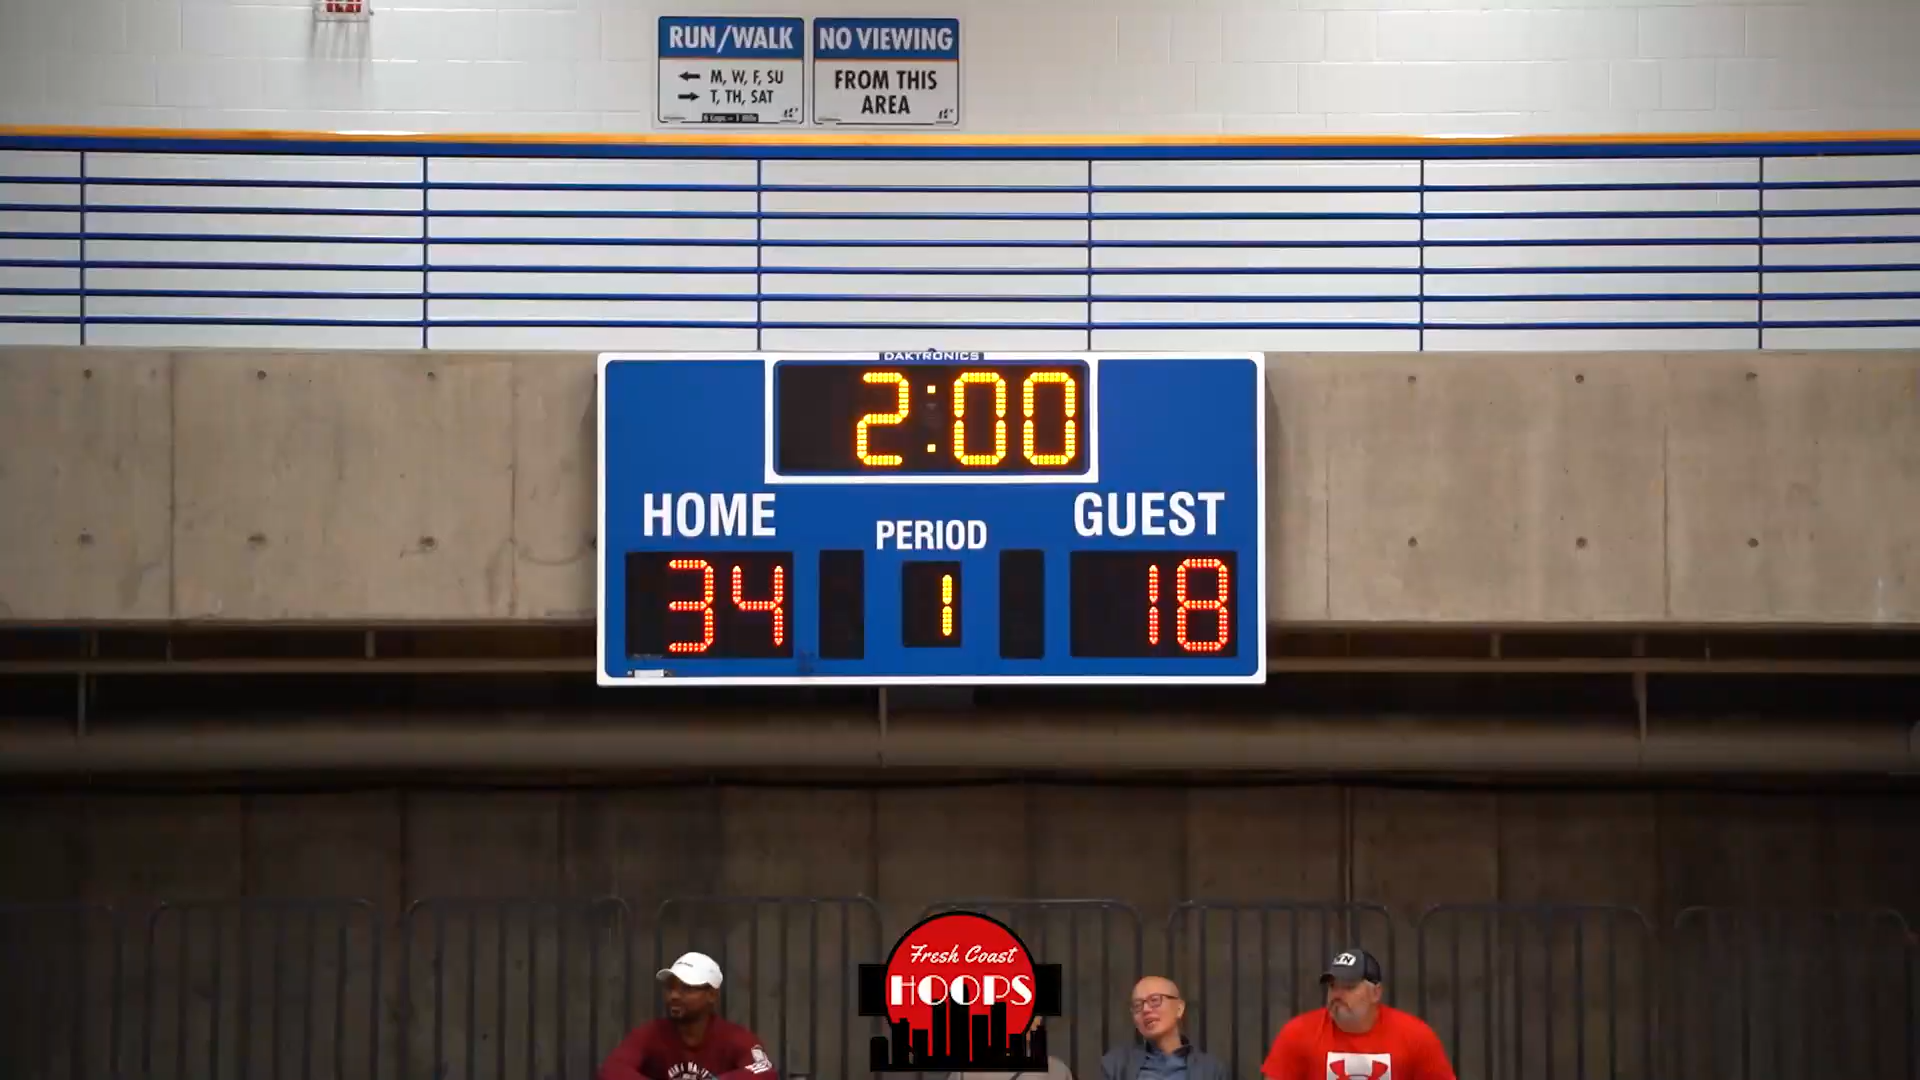 RUN/WALK
← M, W, F, SU
→ T, TH, SAT
NO VIEWING
FROM THIS
AREA
DAKTRONICS
2:00
HOME
PERIOD
GUEST
34
1
18
Fresh Coast
HOOPS